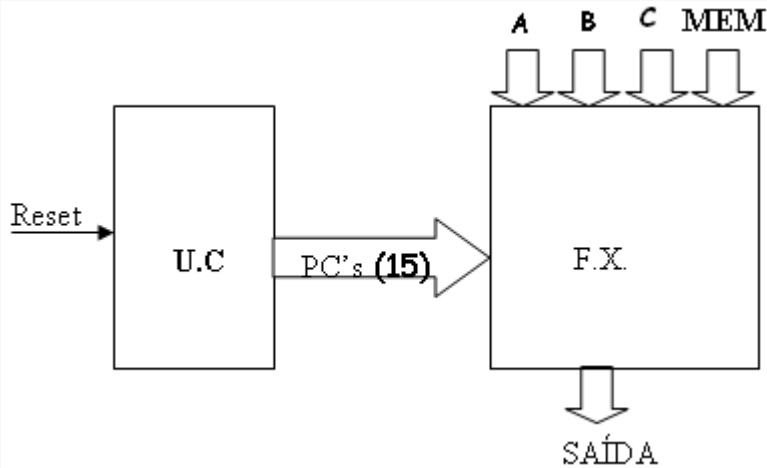 A B C MEM
Reset
U.C
PC's (15)
F.X.
SAÍDA